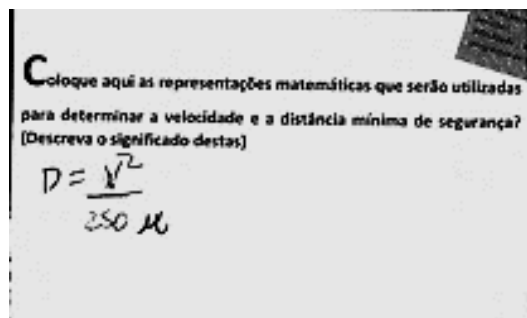 Coloque aqui as representações matemáticas que serão utilizadas
para determinar a velocidade e a distância mínima de segurança?
(Descreva o significado destas)
D = V²
250 μ